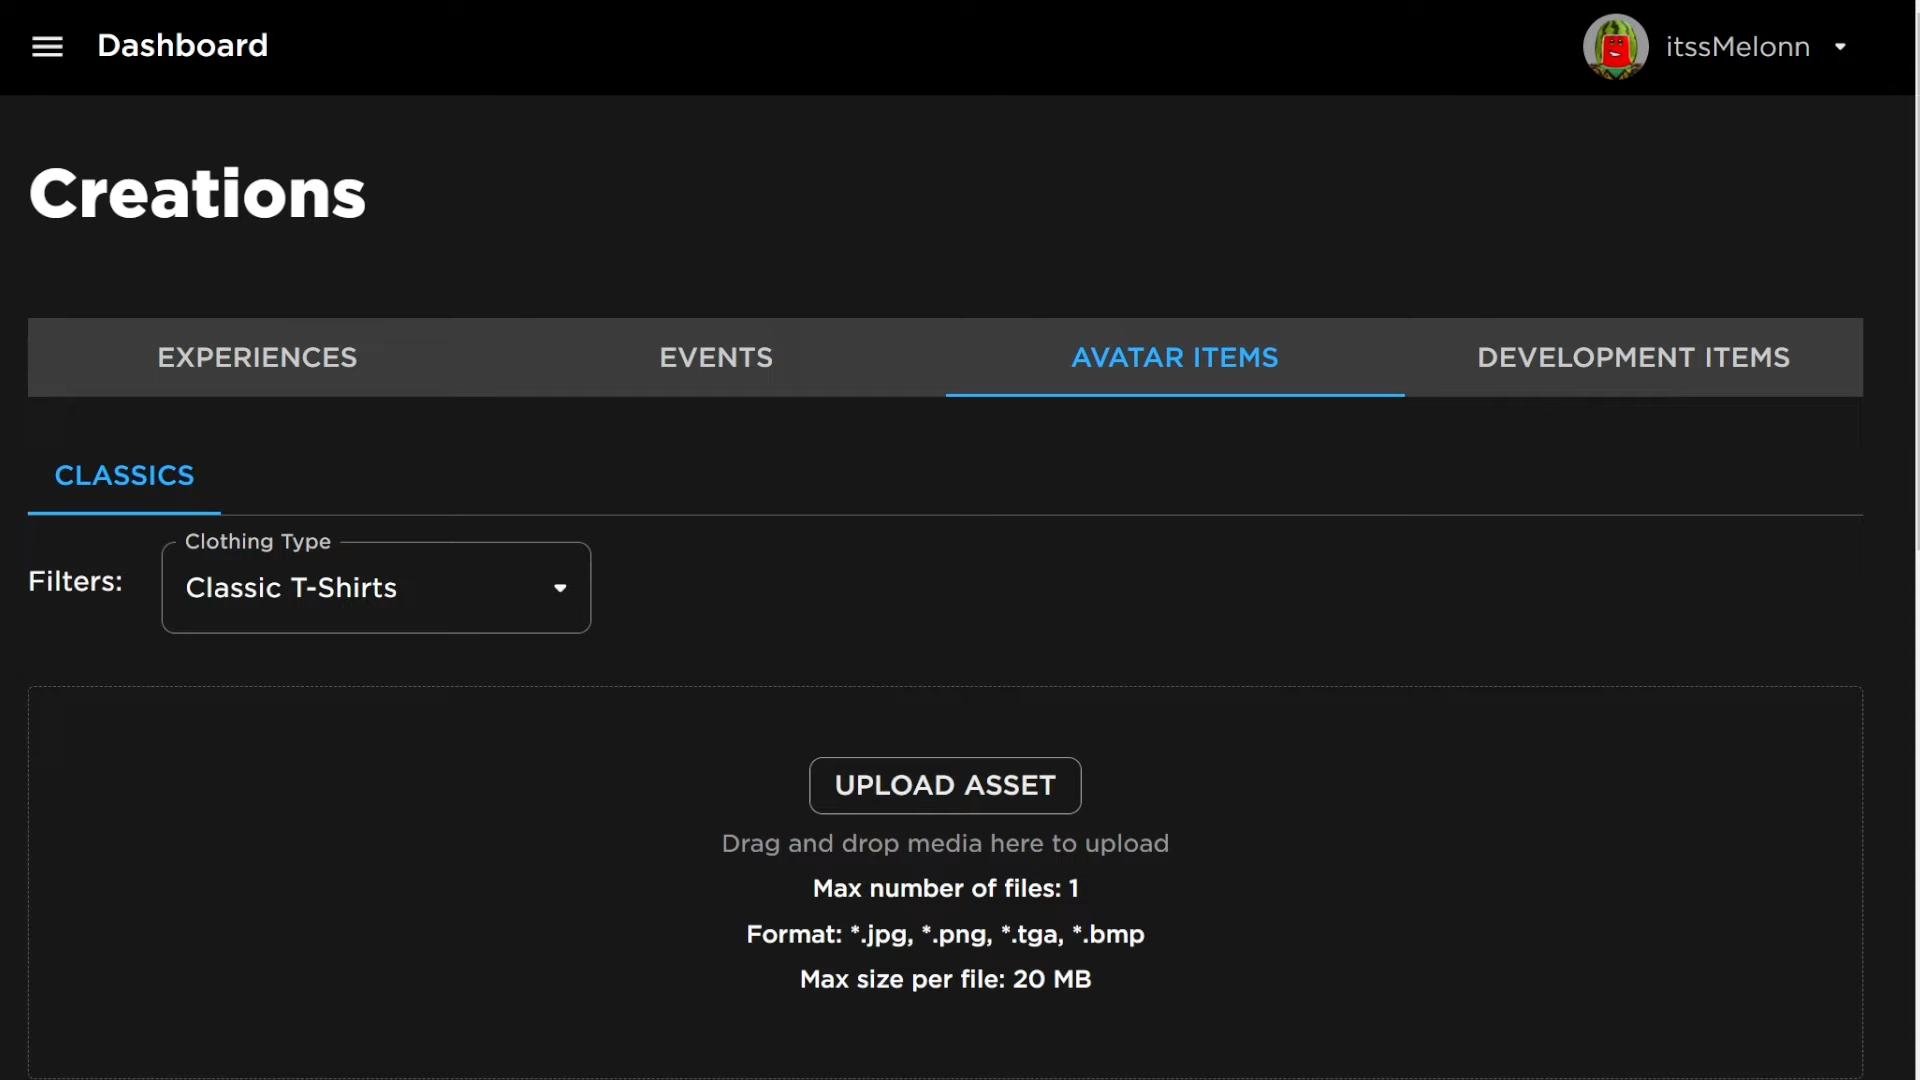 Dashboard
itssMelonn
Creations
EXPERIENCES
EVENTS
AVATAR ITEMS
DEVELOPMENT ITEMS
CLASSICS
Clothing Type
Filters:
Classic T-Shirts
UPLOAD ASSET
Drag and drop media here to upload
Max number of files: 1
Format: *.jpg, *.png, *.tga, *.bmp
Max size per file: 20 MB